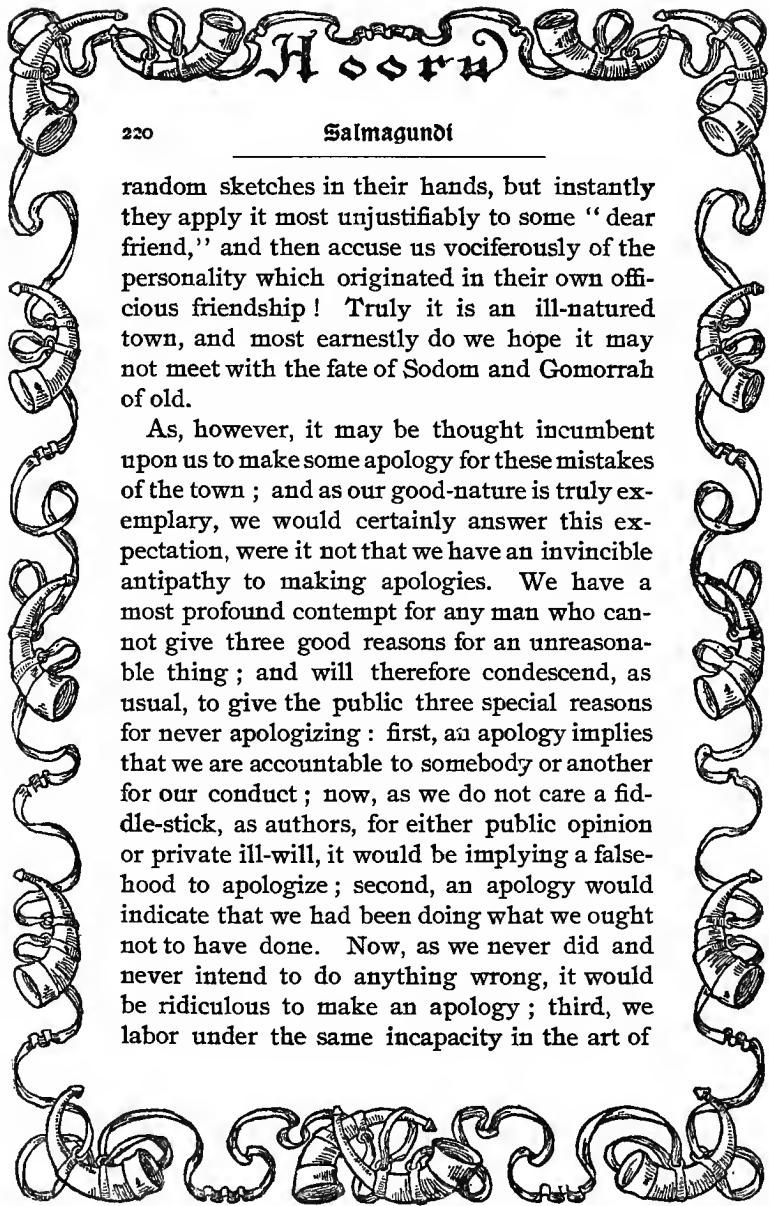 Hoorn
220 Salmagundi
random sketches in their hands, but instantly
they apply it most unjustifiably to some “ dear
friend,’’ and then accuse us vociferously of the
personality which originated in their own offi-
cious friendship ! Truly it is an ill-natured
town, and most earnestly do we hope it may
not meet with the fate of Sodom and Gomorrah
of old.
As, however, it may be thought incumbent
upon us to make some apology for these mistakes
of the town ; and as our good-nature is truly ex-
emplary, we would certainly answer this ex-
pectation, were it not that we have an invincible
antipathy to making apologies. We have a
most profound contempt for any man who can-
not give three good reasons for an unreasona-
ble thing ; and will therefore condescend, as
usual, to give the public three special reasons
for never apologizing : first, an apology implies
that we are accountable to somebody or another
for our conduct ; now, as we do not care a fid-
dle-stick, as authors, for either public opinion
or private ill-will, it would be implying a false-
hood to apologize ; second, an apology would
indicate that we had been doing what we ought
not to have done. Now, as we never did and
never intend to do anything wrong, it would
be ridiculous to make an apology ; third, we
labor under the same incapacity in the art of